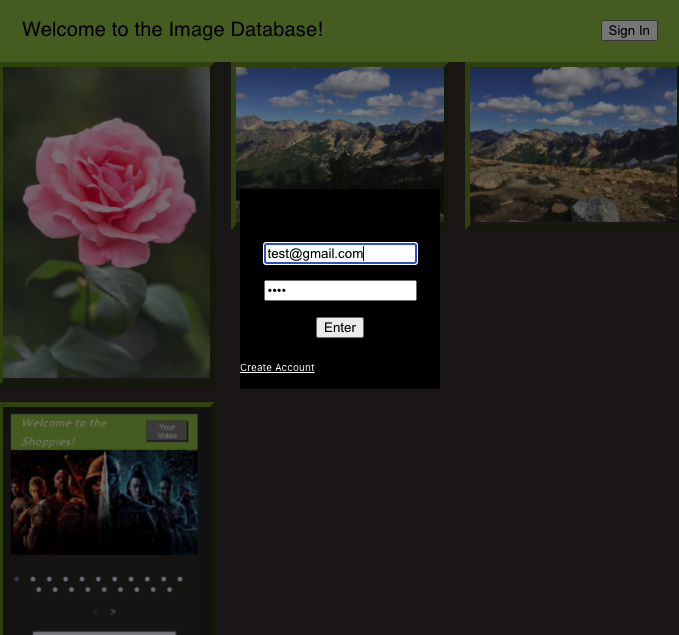 Welcome to the Image Database!
Sign In
test@gmail.com
••••
Enter
Create Account
Welcome to the
Shoppies!
Your
Votes
< >